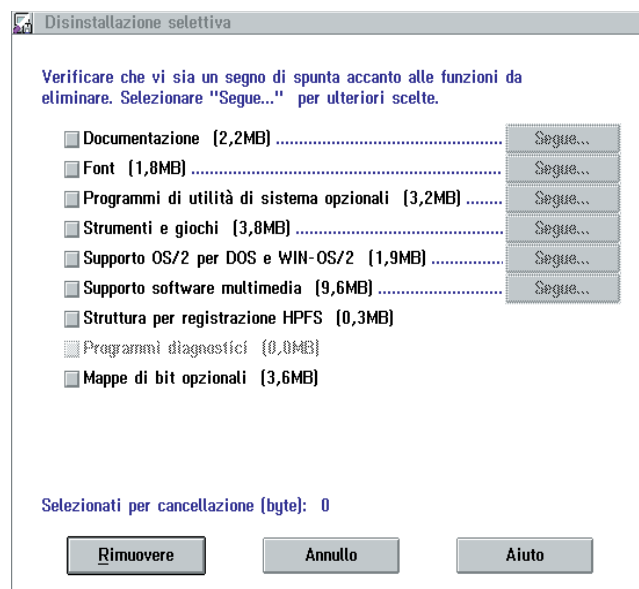 Disinstallazione selettiva
Verificare che vi sia un segno di spunta accanto alle funzioni da
eliminare. Selezionare "Segue..." per ulteriori scelte.
Documentazione (2,2MB) ........................................ Segue...
Font (1,8MB) ........................................ Segue...
Programmi di utilità di sistema opzionali (3,2MB) ....... Segue...
Strumenti e giochi (3,8MB) ........................................ Segue...
Supporto OS/2 per DOS e WIN-OS/2 (1,9MB) .............. Segue...
Supporto software multimedia (9,6MB) ........................ Segue...
Struttura per registrazione HPFS (0,3MB)
Programmi diagnostici (0,0MB)
Mappe di bit opzionali (3,6MB)
Selezionati per cancellazione (byte): 0
Rimuovere Annullo Aiuto